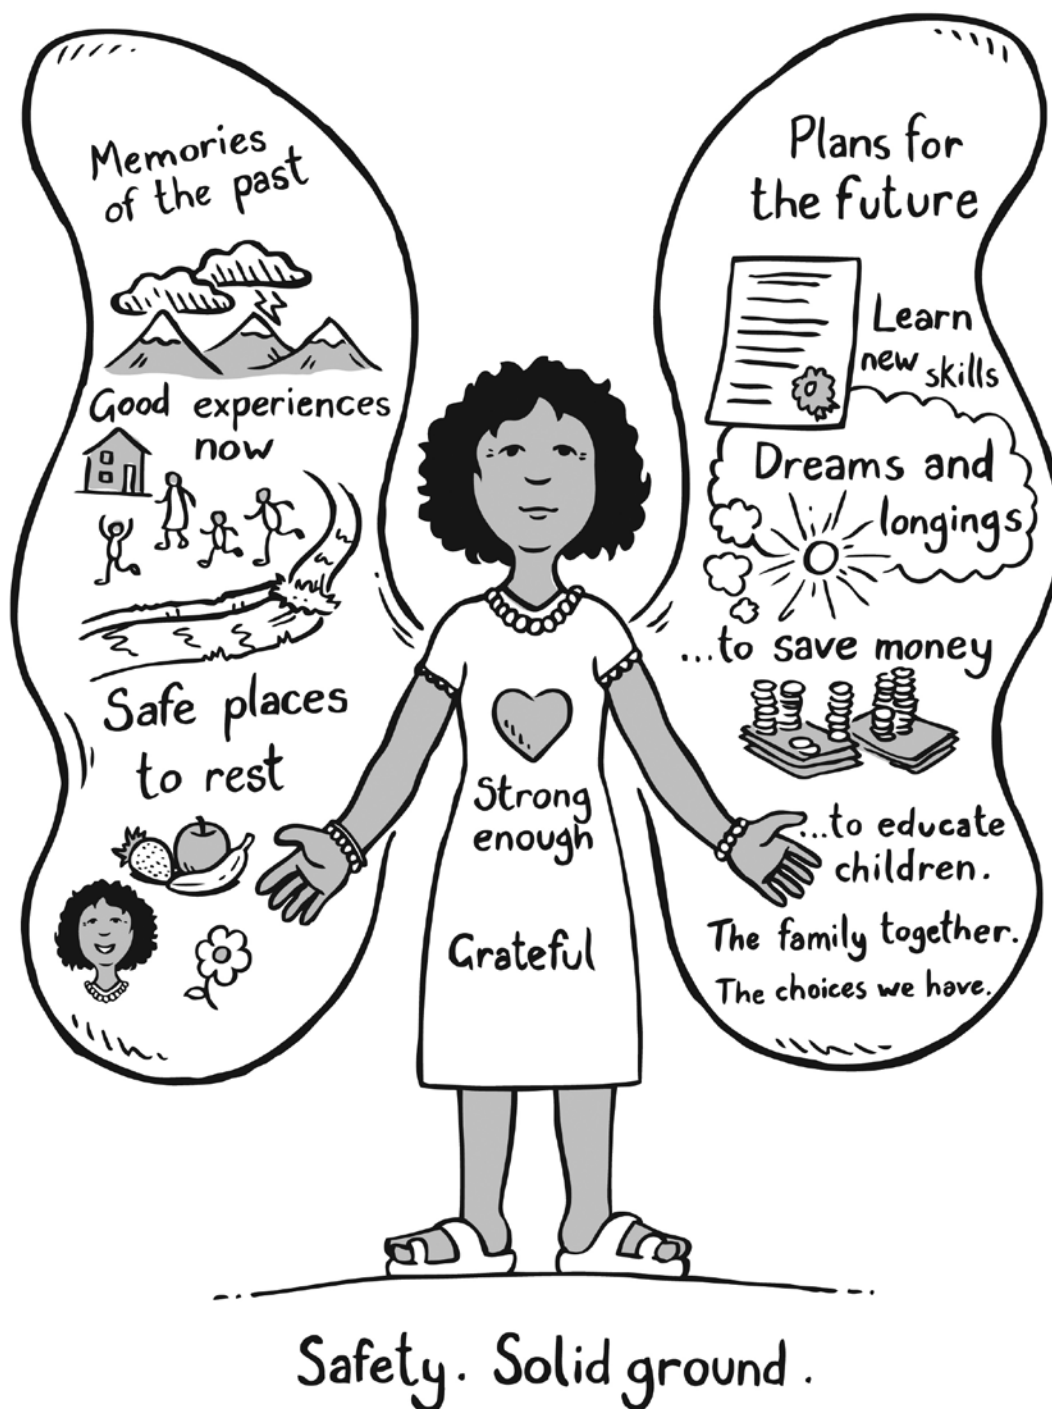 Memories
of the past
Good experiences
now
Safe places
to rest
Strong
enough
Grateful
Plans for
the future
Learn
new skills
Dreams and
longings
...to save money
...to educate
children.
The family together.
The choices we have.
Safety. Solid ground.